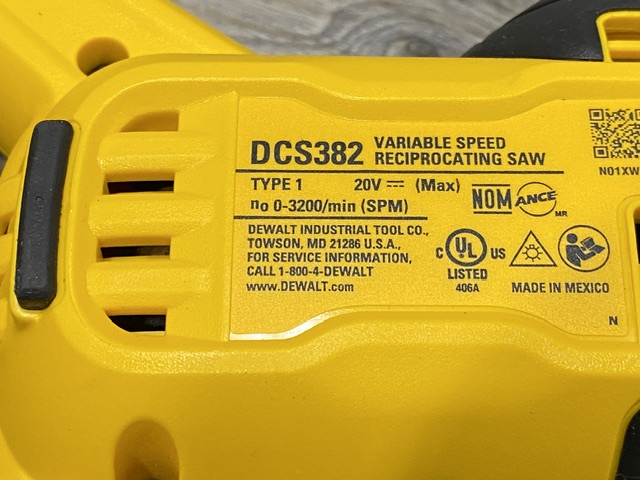 DCS382 VARIABLE SPEED
RECIPROCATING SAW
TYPE 1 20V ⎓ (Max)
no 0-3200/min (SPM)
DEWALT INDUSTRIAL TOOL CO.,
TOWSON, MD 21286 U.S.A.,
FOR SERVICE INFORMATION,
CALL 1-800-4-DEWALT
www.DEWALT.com
NOM ANCE
MR
C UL US
LISTED
406A
MADE IN MEXICO
N01XW
N